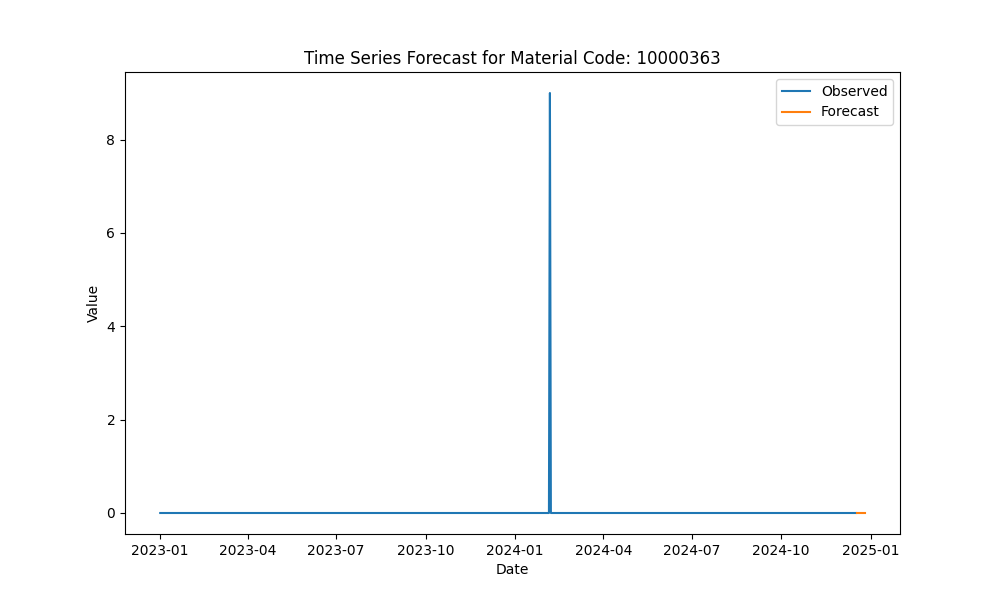 Time Series Forecast for Material Code: 10000363
Observed
Forecast
8
6
4
2
0
Value
2023-01 2023-04 2023-07 2023-10 2024-01 2024-04 2024-07 2024-10 2025-01
Date